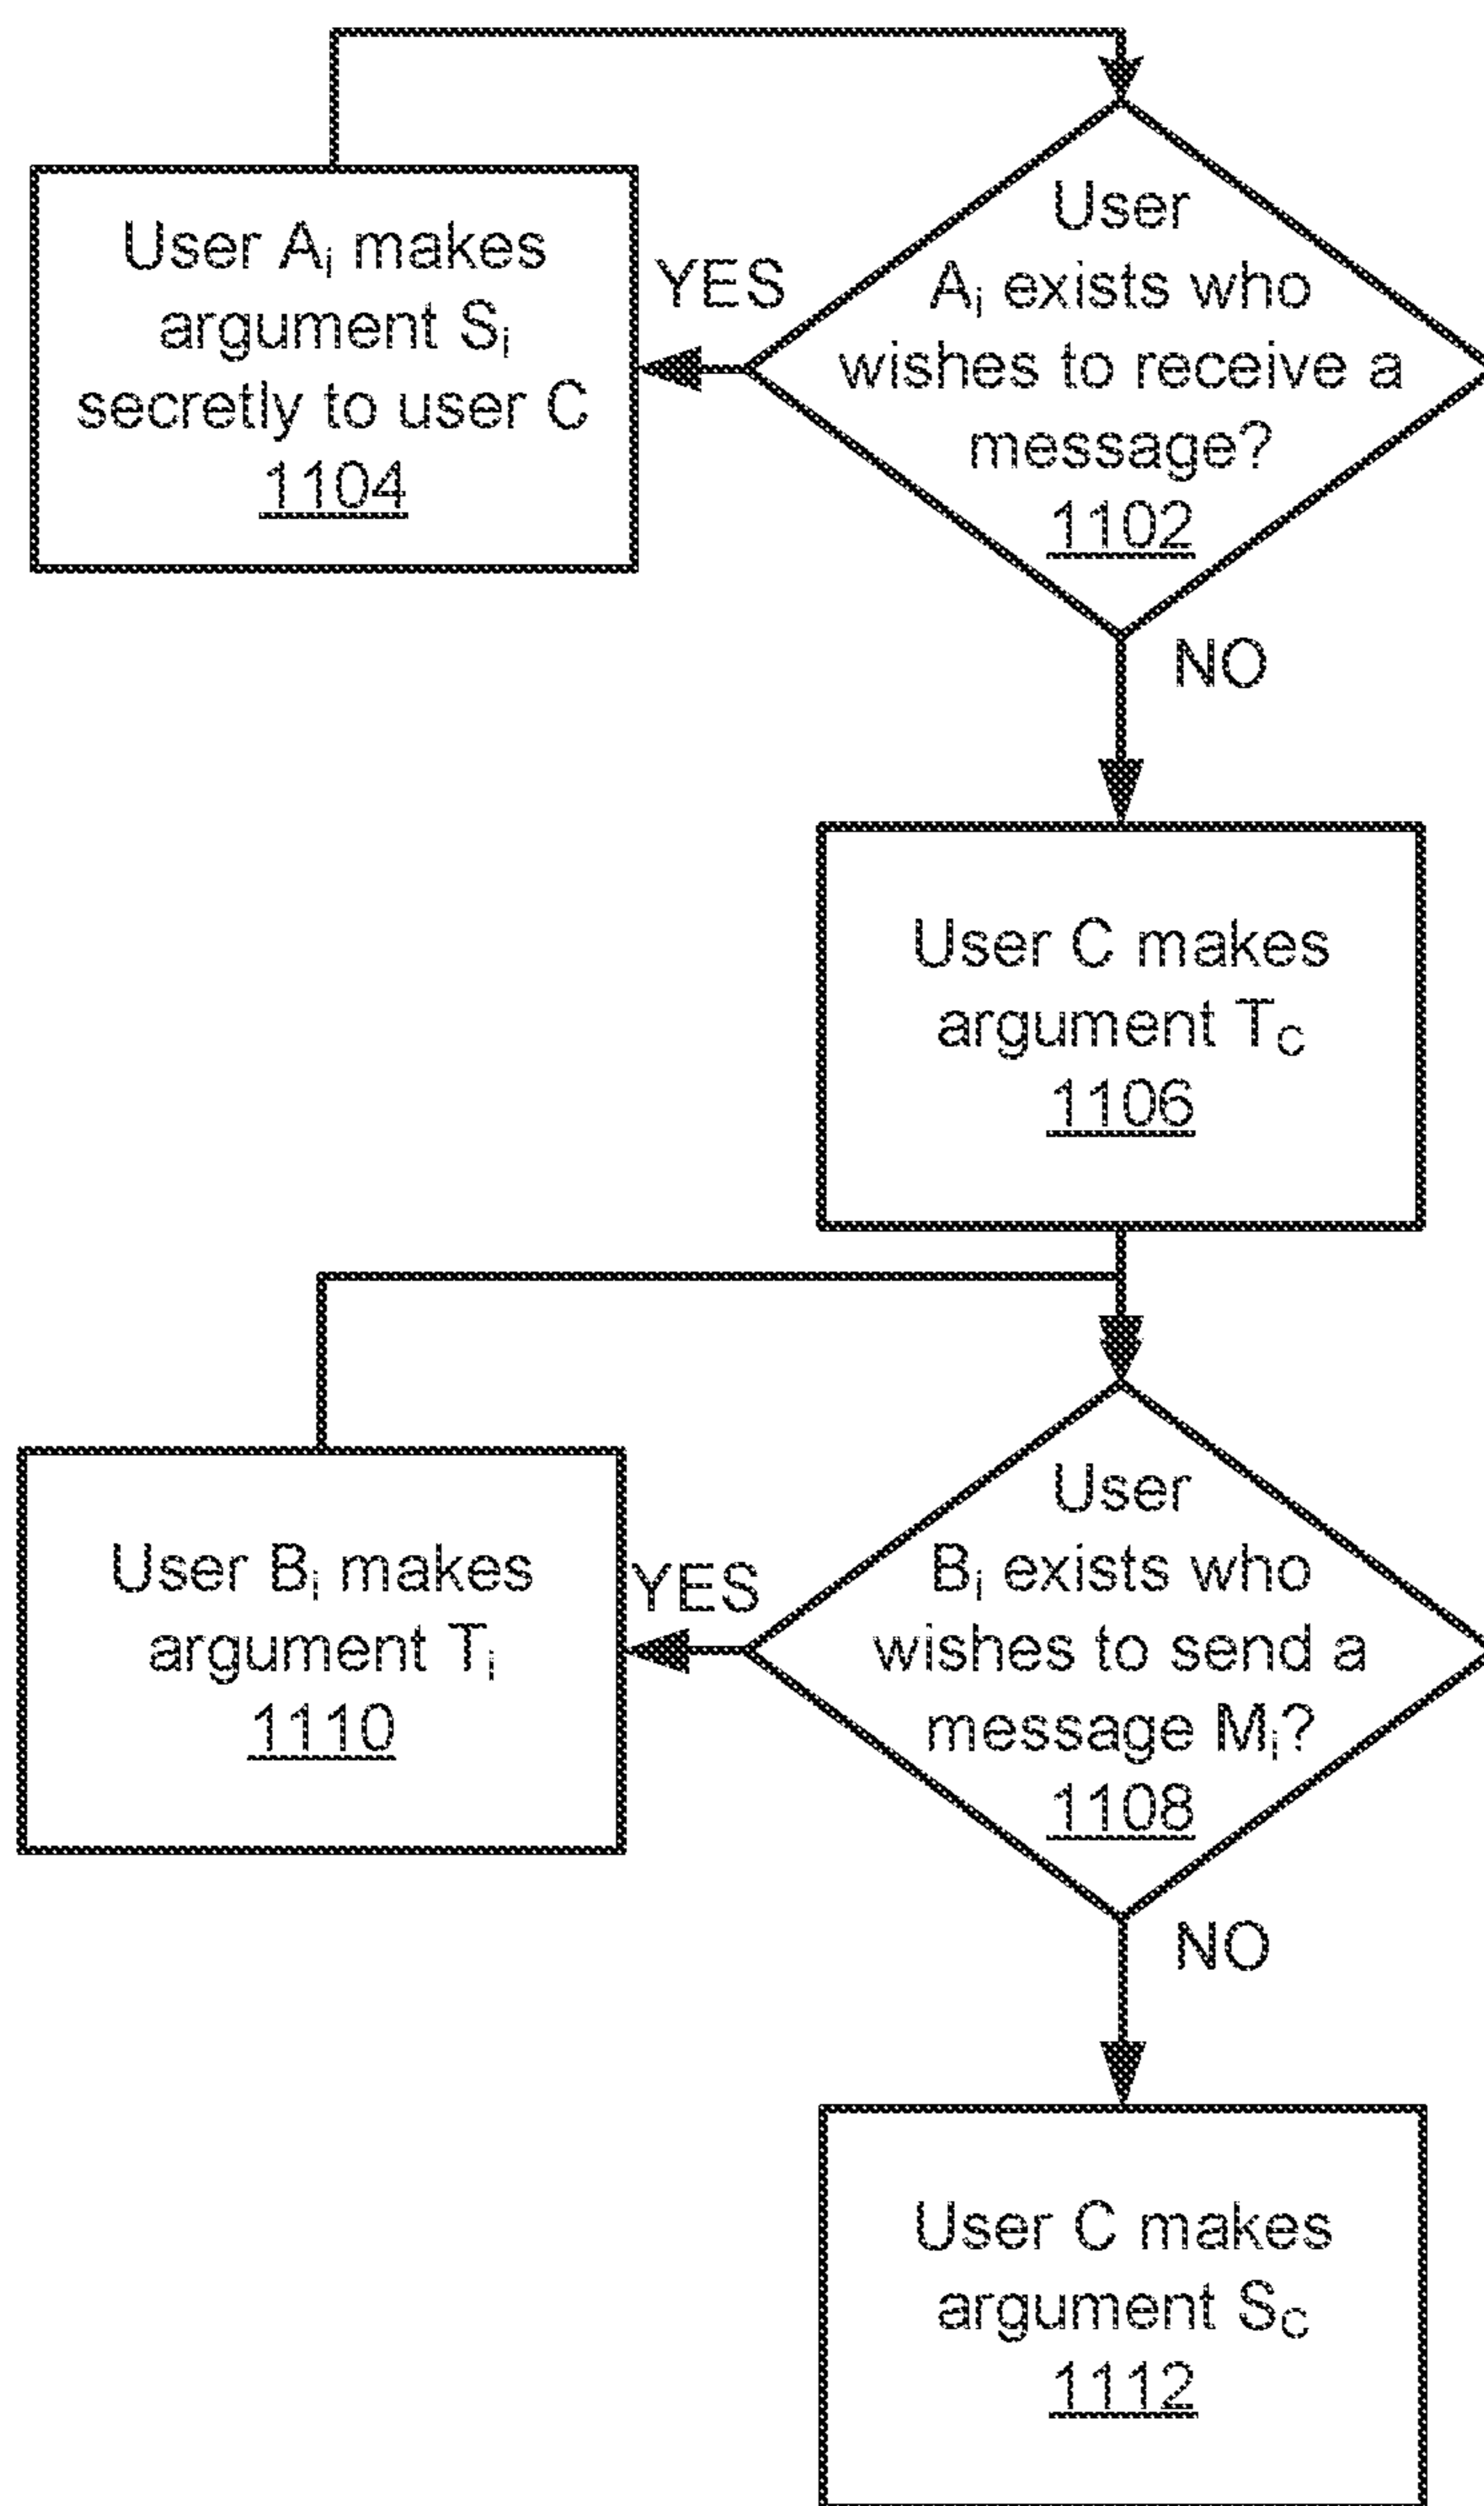 User
Aᵢ exists who
wishes to receive a
message?
1102
YES
User Aᵢ makes
argument Sᵢ
secretly to user C
1104
NO
User C makes
argument T_C
1106
User
Bᵢ exists who
wishes to send a
message Mᵢ?
1108
YES
User Bᵢ makes
argument Tᵢ
1110
NO
User C makes
argument S_C
1112